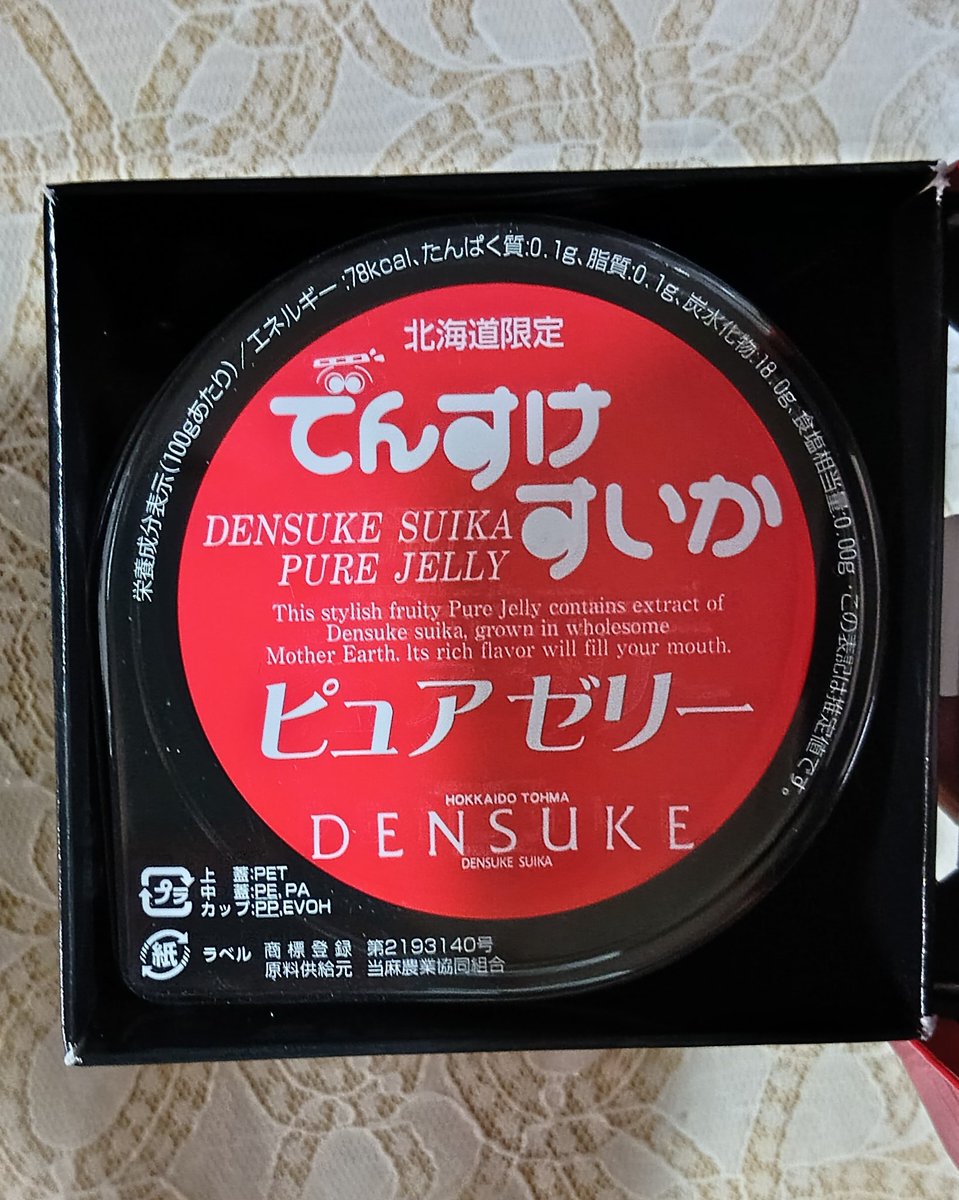 栄養成分表示(100gあたり)/エネルギー:78kcal、たんぱく質:0.1g、脂質:0.1g、炭水化物:18.0g、食塩相当量:0.00g・この表記は推定値です。
北海道限定
でんすけ
すいか
DENSUKE SUIKA
PURE JELLY
This stylish fruity Pure Jelly contains extract of
Densuke suika, grown in wholesome
Mother Earth. Its rich flavor will fill your mouth.
ピュアゼリー
HOKKAIDO TOHMA
DENSUKE
DENSUKE SUIKA
プラ
上 蓋:PET
中 蓋:PE,PA
カップ:PP,EVOH
紙
ラベル
商標登録 第2193140号
原料供給元 当麻農業協同組合